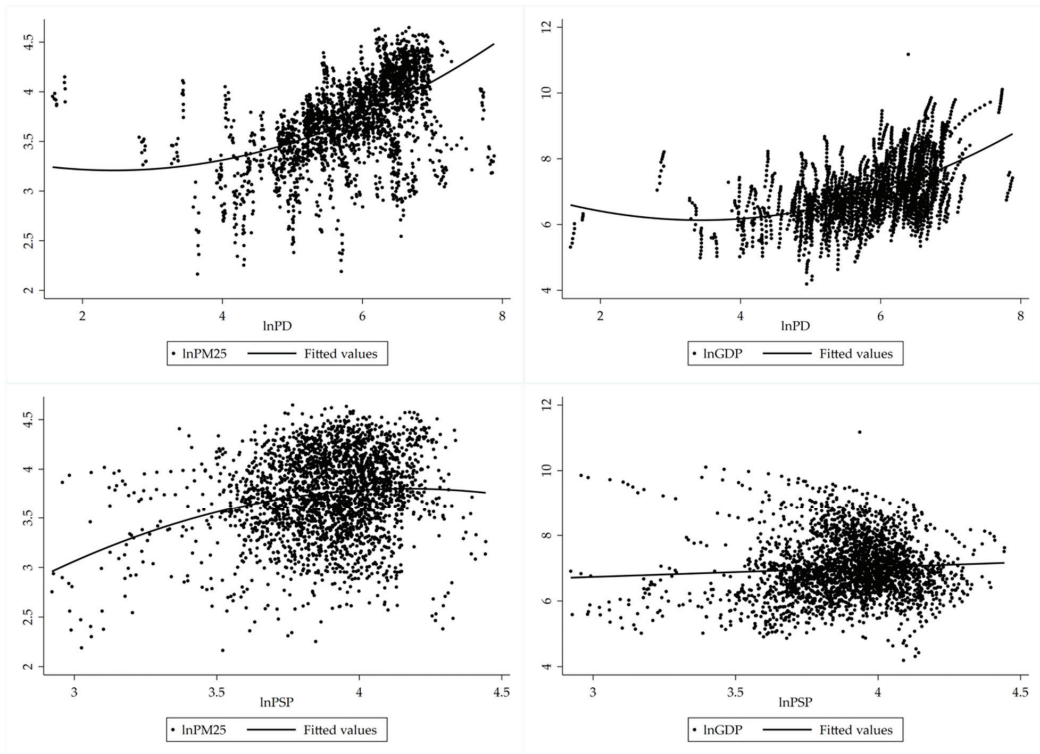 4.5
4
3.5
3
2.5
2
2 4 6 8
lnPD
lnPM25 Fitted values
12
10
8
6
4
2 4 6 8
lnPD
lnGDP Fitted values
4.5
4
3.5
3
2.5
2
3 3.5 4 4.5
lnPSP
lnPM25 Fitted values
12
10
8
6
4
3 3.5 4 4.5
lnPSP
lnGDP Fitted values